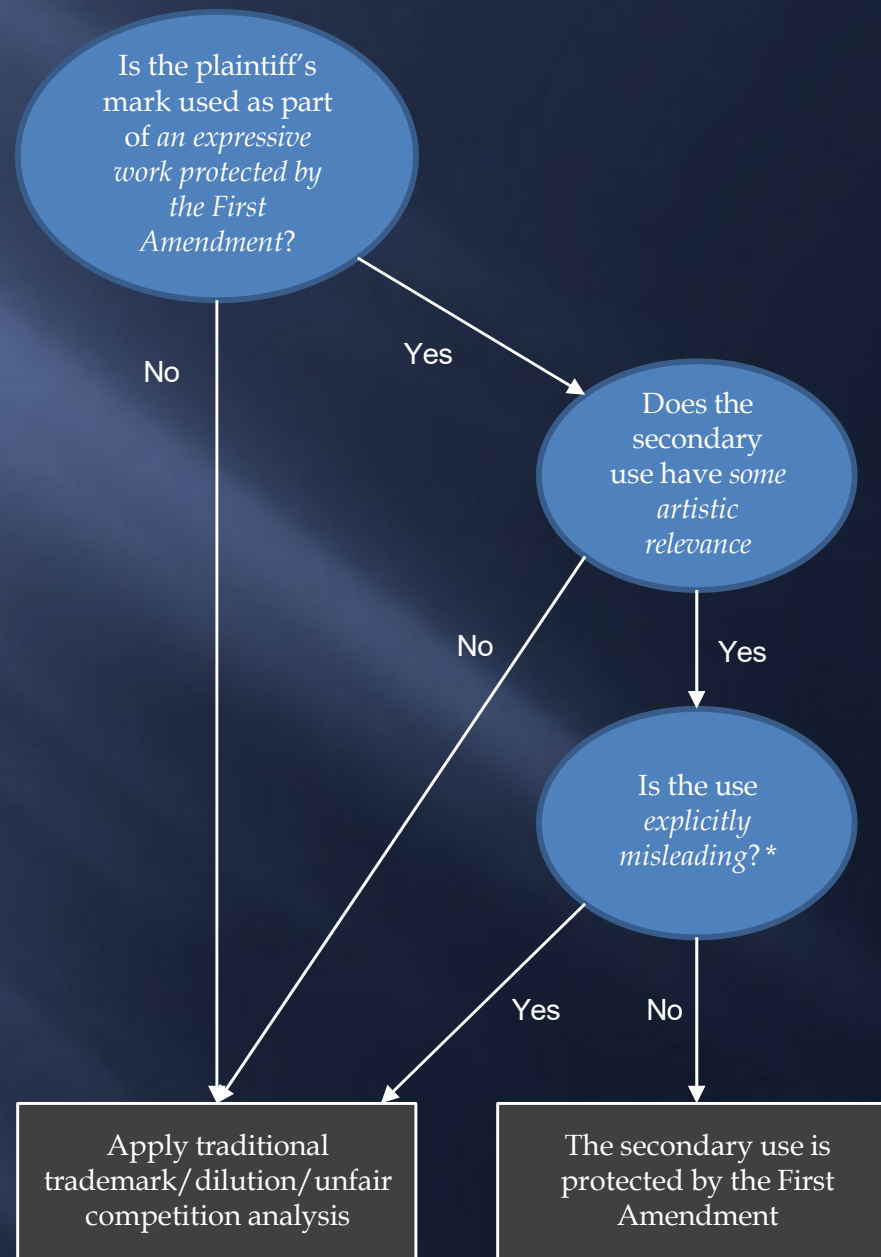 Is the plaintiff’s
mark used as part
of an expressive
work protected by
the First
Amendment?
No
Yes
Does the
secondary
use have some
artistic
relevance
No
Yes
Is the use
explicitly
misleading? *
Yes
No
Apply traditional
trademark/dilution/unfair
competition analysis
The secondary use is
protected by the First
Amendment